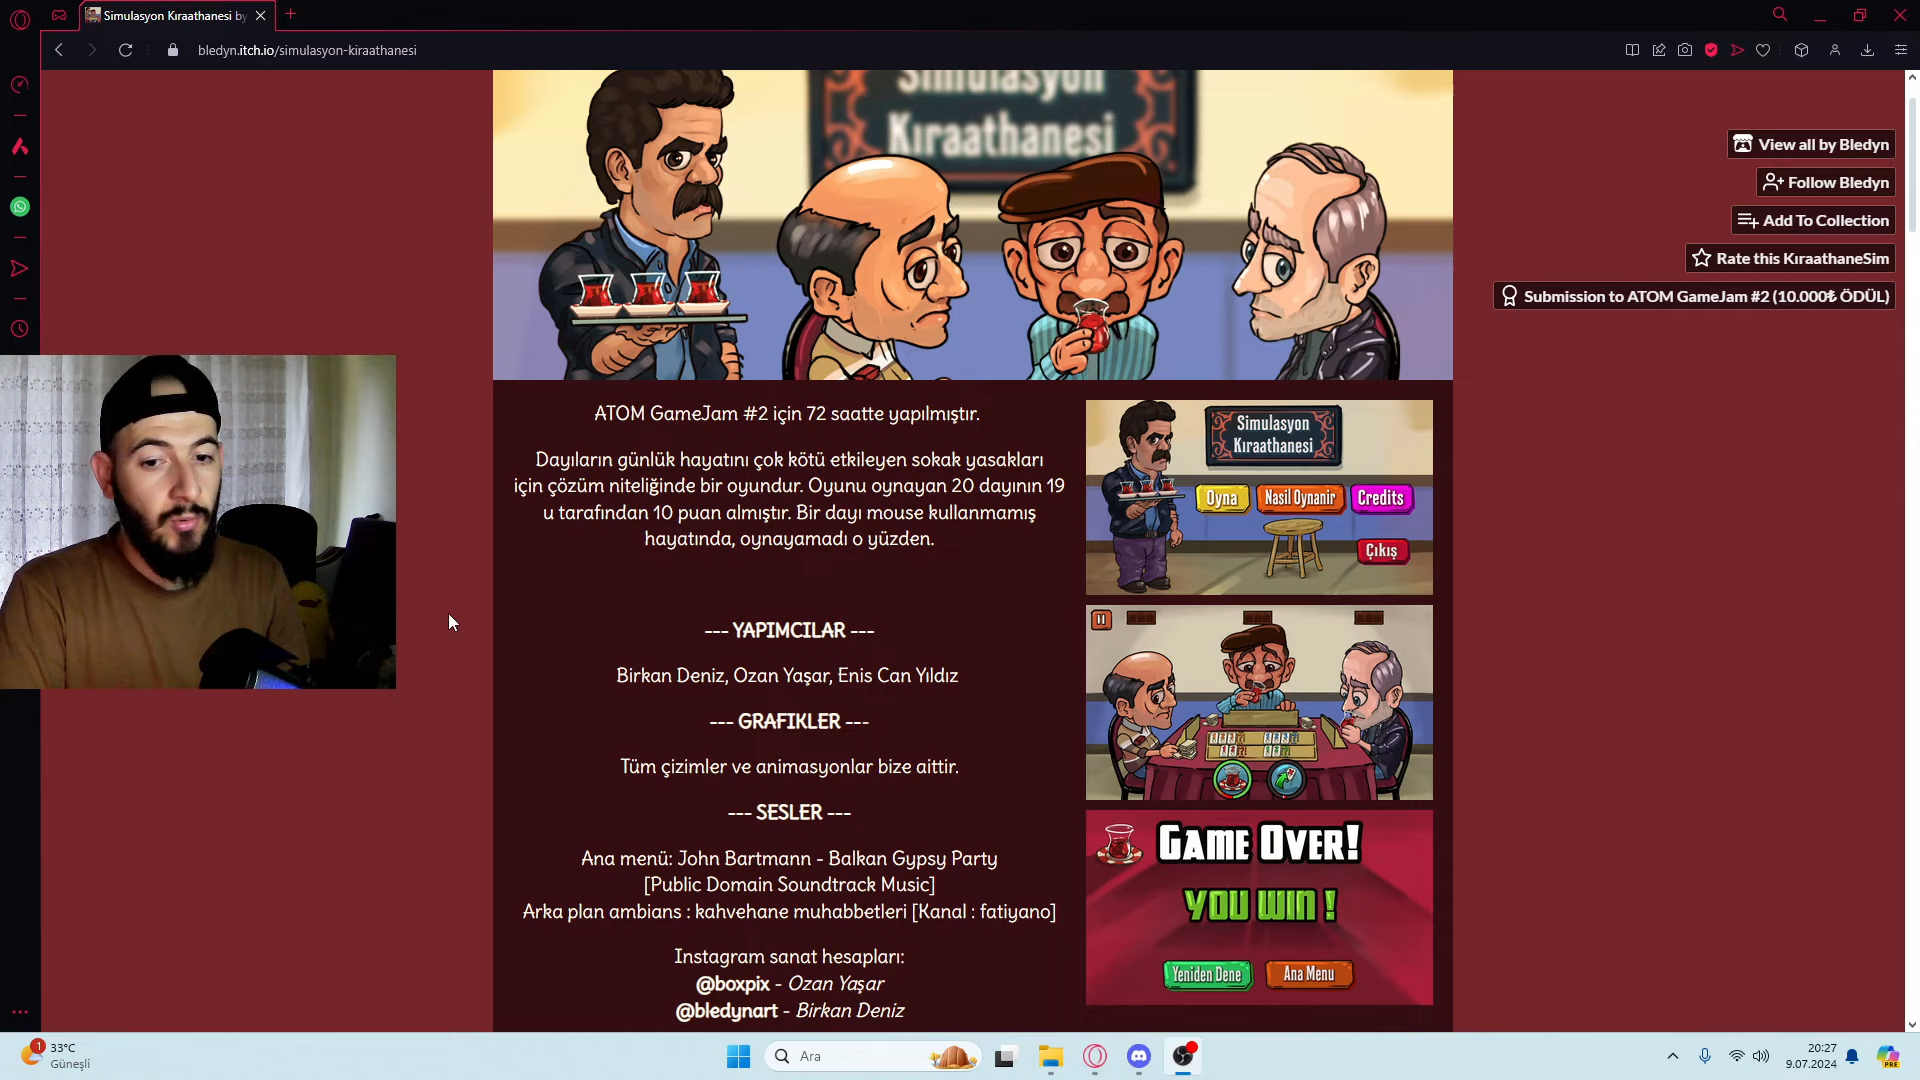 Simulasyon Kıraathanesi by
bledyn.itch.io/simulasyon-kiraathanesi
Simulasyon
Kıraathanesi
View all by Bledyn
Follow Bledyn
Add To Collection
Rate this KıraathaneSim
Submission to ATOM GameJam #2 (10.000₺ ÖDÜL)
ATOM GameJam #2 için 72 saatte yapılmıştır.
Dayıların günlük hayatını çok kötü etkileyen sokak yasakları
için çözüm niteliğinde bir oyundur. Oyunu oynayan 20 dayının 19
u tarafından 10 puan almıştır. Bir dayı mouse kullanmamış
hayatında, oynayamadı o yüzden.
--- YAPIMCILAR ---
Birkan Deniz, Ozan Yaşar, Enis Can Yıldız
--- GRAFIKLER ---
Tüm çizimler ve animasyonlar bize aittir.
--- SESLER ---
Ana menü: John Bartmann - Balkan Gypsy Party
[Public Domain Soundtrack Music]
Arka plan ambians : kahvehane muhabbetleri [Kanal : fatiyano]
Instagram sanat hesapları:
@boxpix - Ozan Yaşar
@bledynart - Birkan Deniz
Simulasyon
Kıraathanesi
Oyna
Nasil Oynanir
Credits
Çıkış
GAME OVER!
YOU WIN !
Yeniden Dene
Ana Menu
1
33°C
Güneşli
Ara
20:27
9.07.2024
PRE